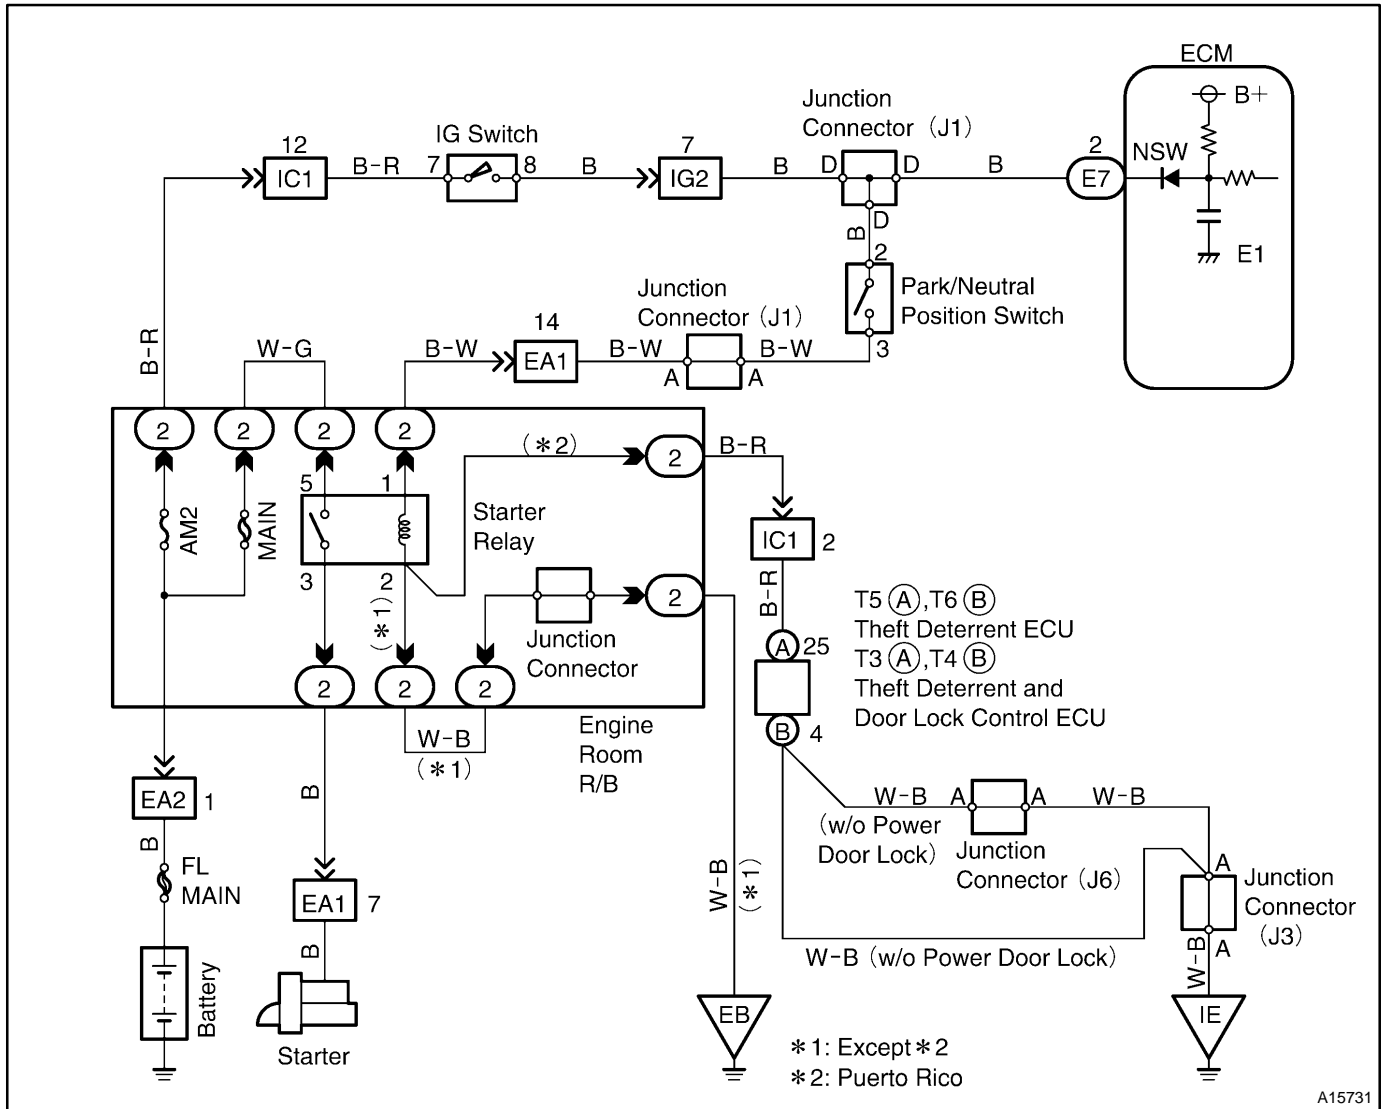 ECM
B+
NSW
E1
2
E7
Junction
Connector (J1)
D
D
D
B
B
B
2
Park/Neutral
Position Switch
3
12
IC1
B-R
IG Switch
7
8
B
7
IG2
B-R
W-G
B-W
14
EA1
B-W
Junction
Connector (J1)
A
A
B-W
2
2
2
2
(*2)
2
B-R
AM2
MAIN
5
1
3
2
Starter
Relay
(*1)
Junction
Connector
2
2
2
2
W-B
(*1)
Engine
Room
R/B
IC1
2
B-R
A
25
B
4
T5 (A), T6 (B)
Theft Deterrent ECU
T3 (A), T4 (B)
Theft Deterrent and
Door Lock Control ECU
EA2
1
B
FL
MAIN
Battery
B
EA1
7
B
Starter
W-B
(*1)
EB
W-B
(w/o Power
Door Lock)
A
A
W-B
Junction
Connector (J6)
W-B (w/o Power Door Lock)
A
Junction
Connector
(J3)
A
W-B
IE
*1: Except *2
*2: Puerto Rico
A15731